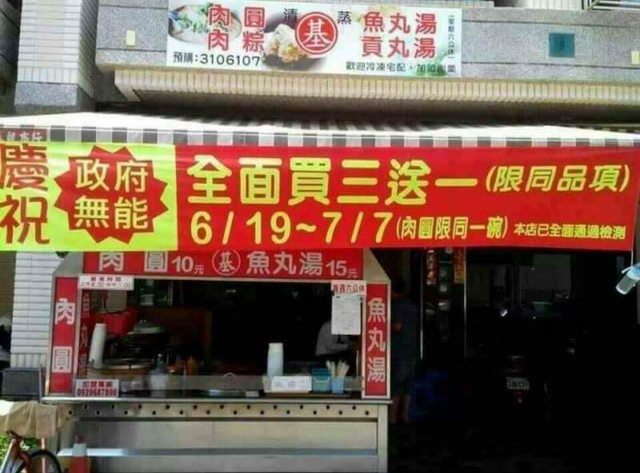 肉圓 清蒸 基 魚丸湯
肉粽 貢丸湯
預購:3106107 歡迎冷凍宅配
慶祝 政府無能
全面買三送一(限同品項)
6/19~7/7(肉圓限同一碗) 本店已全面通過檢測
肉圓10元 基 魚丸湯15元
肉圓
魚丸湯